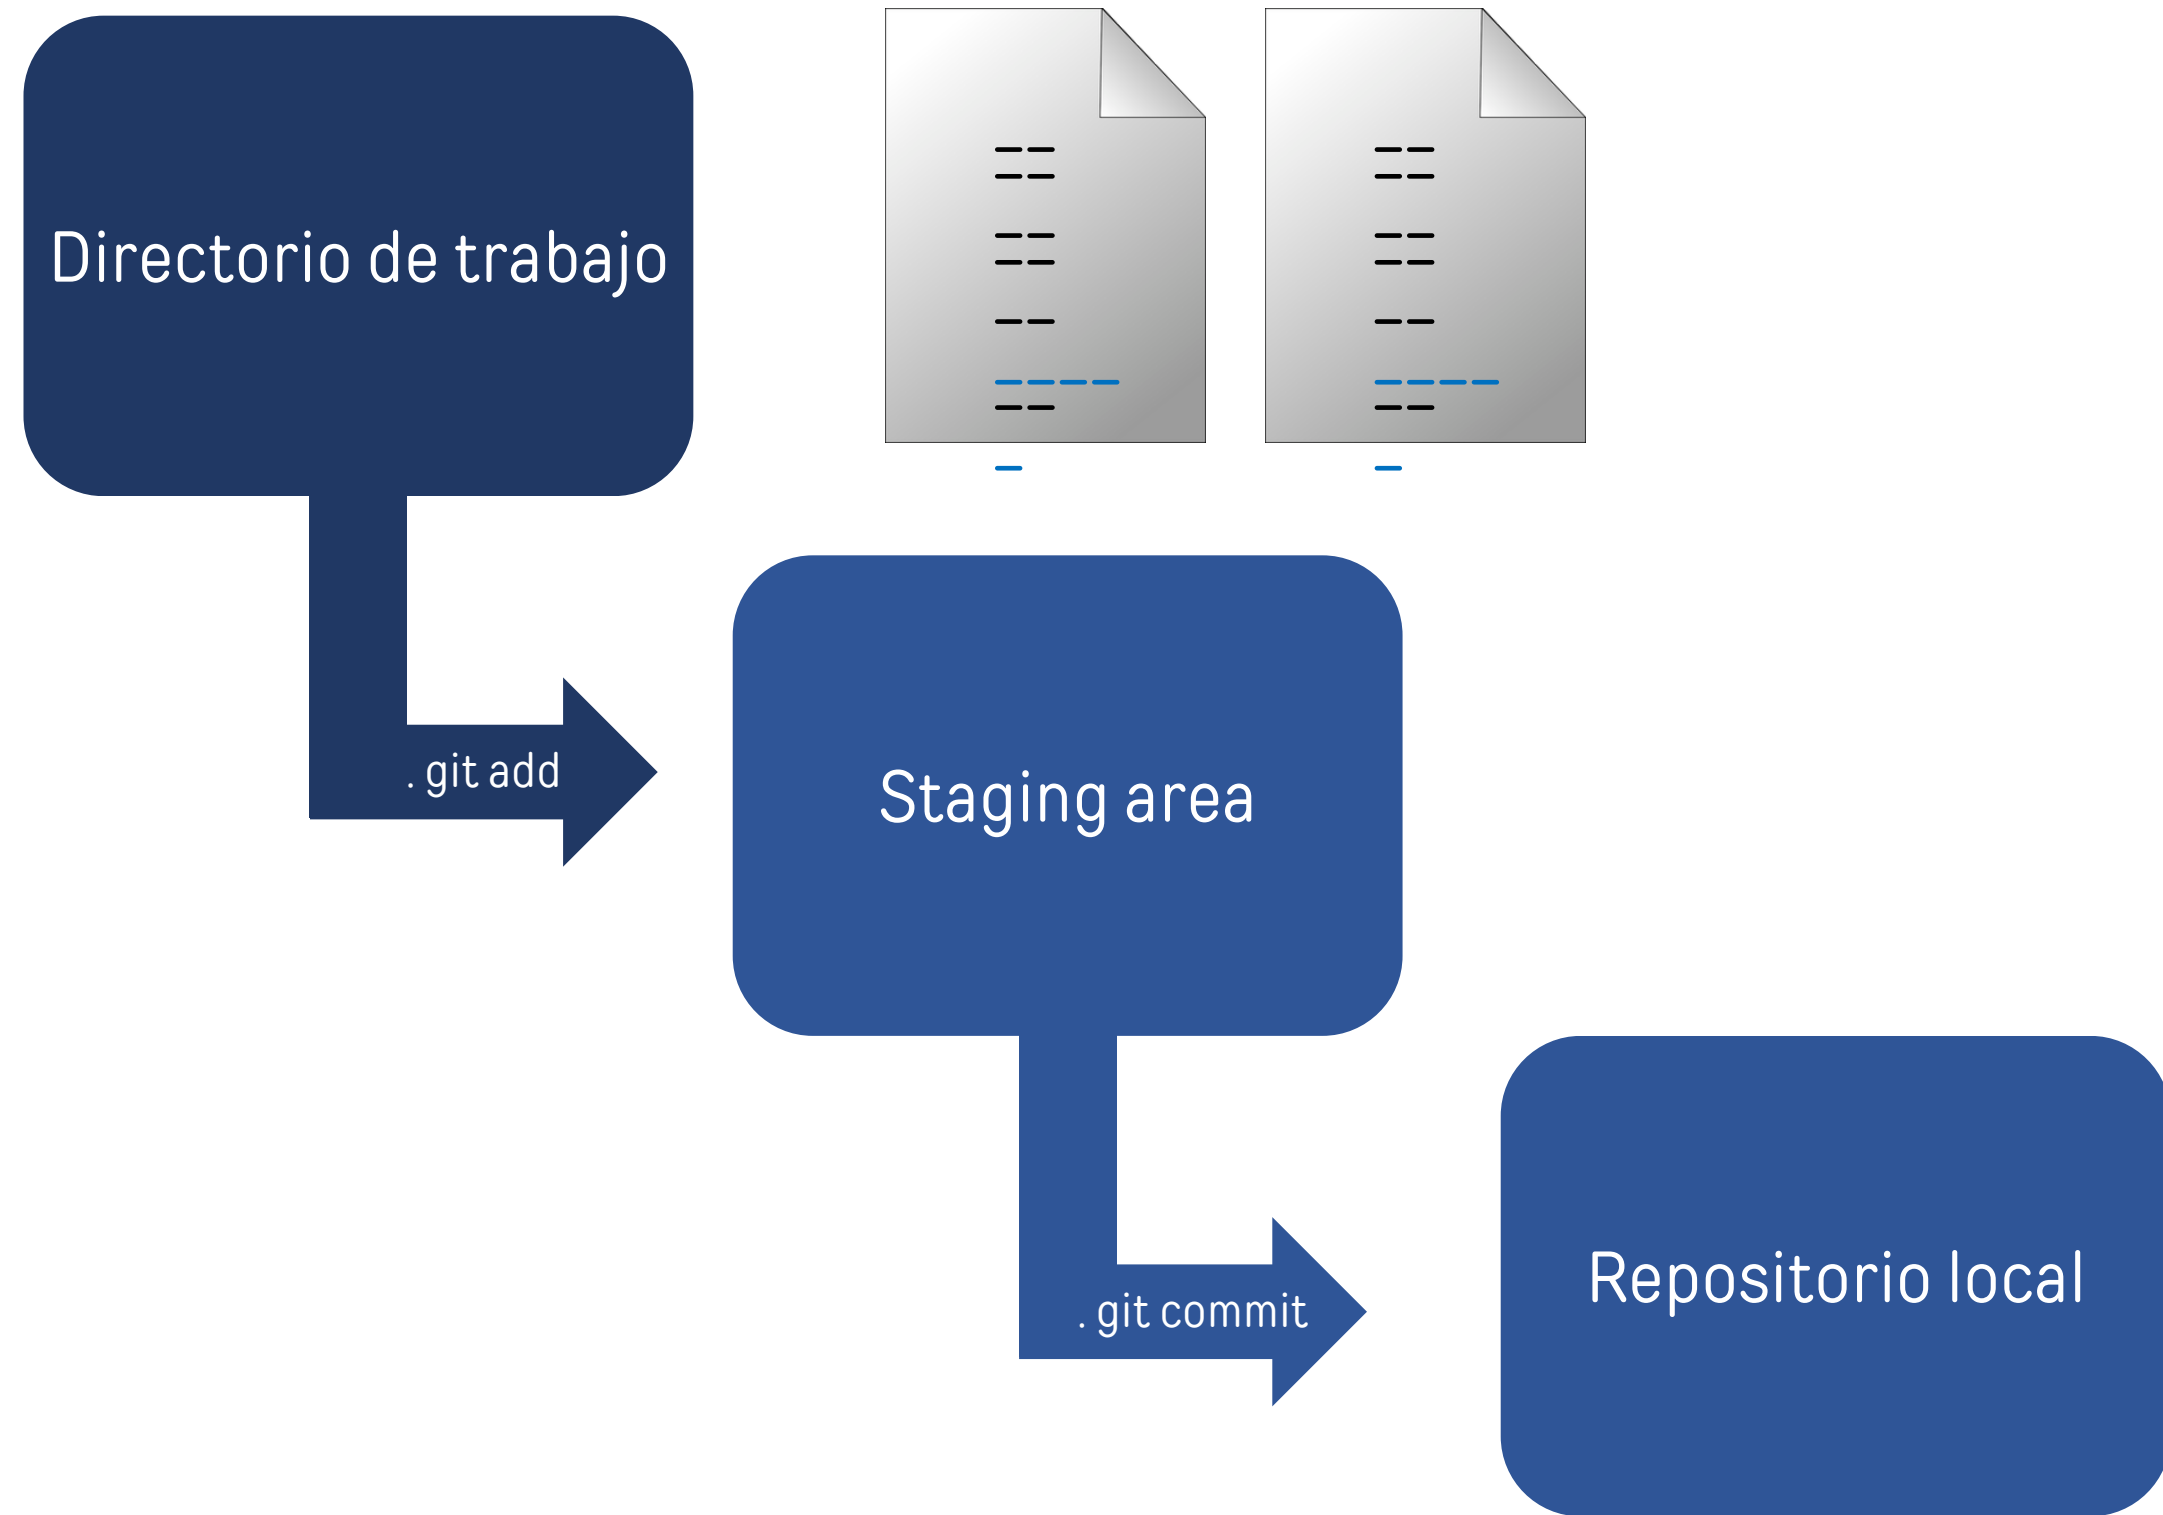 Directorio de trabajo
. git add
Staging area
. git commit
Repositorio local